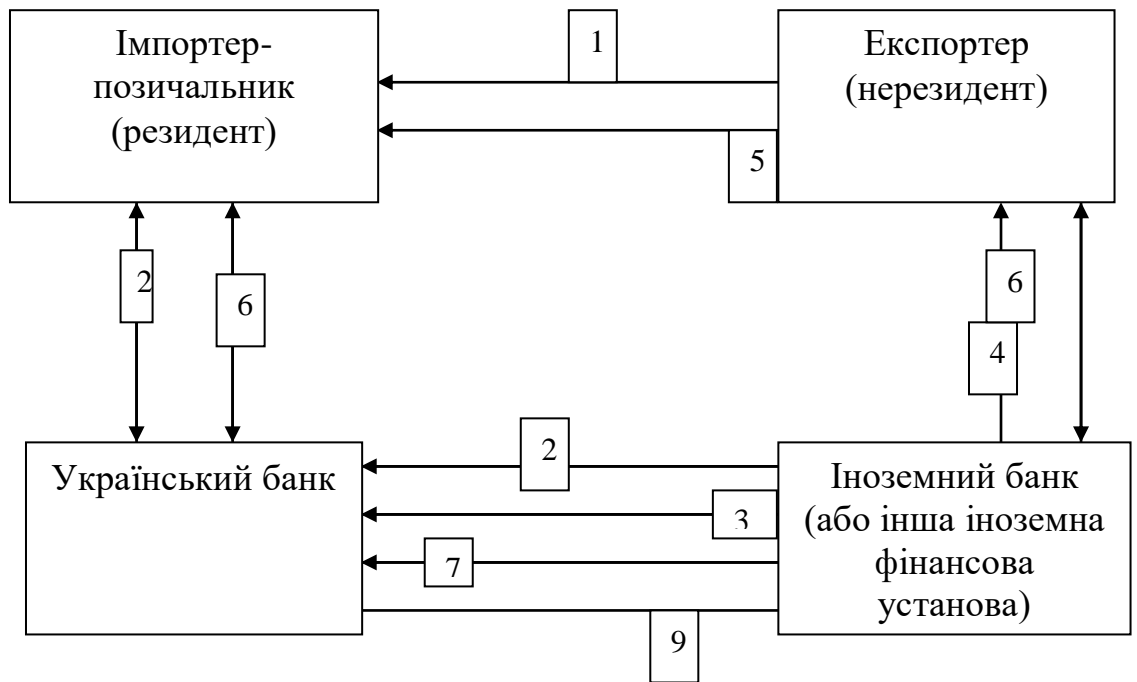 Імпортер-
позичальник
(резидент)
1
Експортер
(нерезидент)
5
2
6
6
4
Український банк
2
3
7
9
Іноземний банк
(або інша іноземна
фінансова
установа)